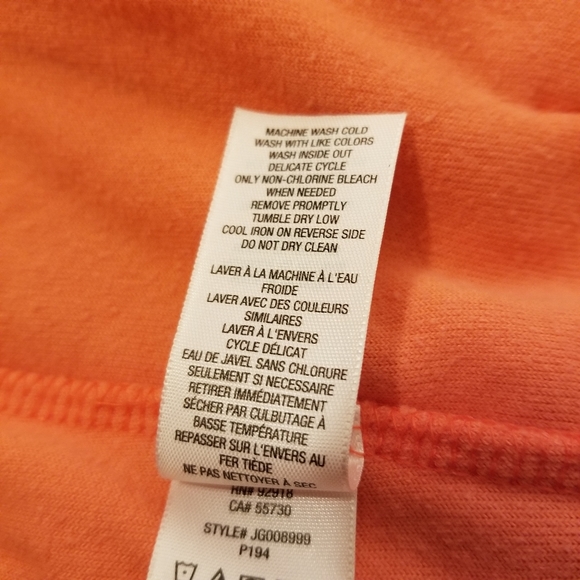 MACHINE WASH COLD
WASH WITH LIKE COLORS
WASH INSIDE OUT
DELICATE CYCLE
ONLY NON-CHLORINE BLEACH
WHEN NEEDED
REMOVE PROMPTLY
TUMBLE DRY LOW
COOL IRON ON REVERSE SIDE
DO NOT DRY CLEAN
LAVER À LA MACHINE À L'EAU
FROIDE
LAVER AVEC DES COULEURS
SIMILAIRES
LAVER À L'ENVERS
CYCLE DÉLICAT
EAU DE JAVEL SANS CHLORURE
SEULEMENT SI NECESSAIRE
RETIRER IMMÉDIATEMENT
SÉCHER PAR CULBUTAGE À
BASSE TEMPÉRATURE
REPASSER SUR L'ENVERS AU
FER TIÈDE
NE PAS NETTOYER À SEC
RN# 92918
CA# 55730
STYLE# JG008999
P194